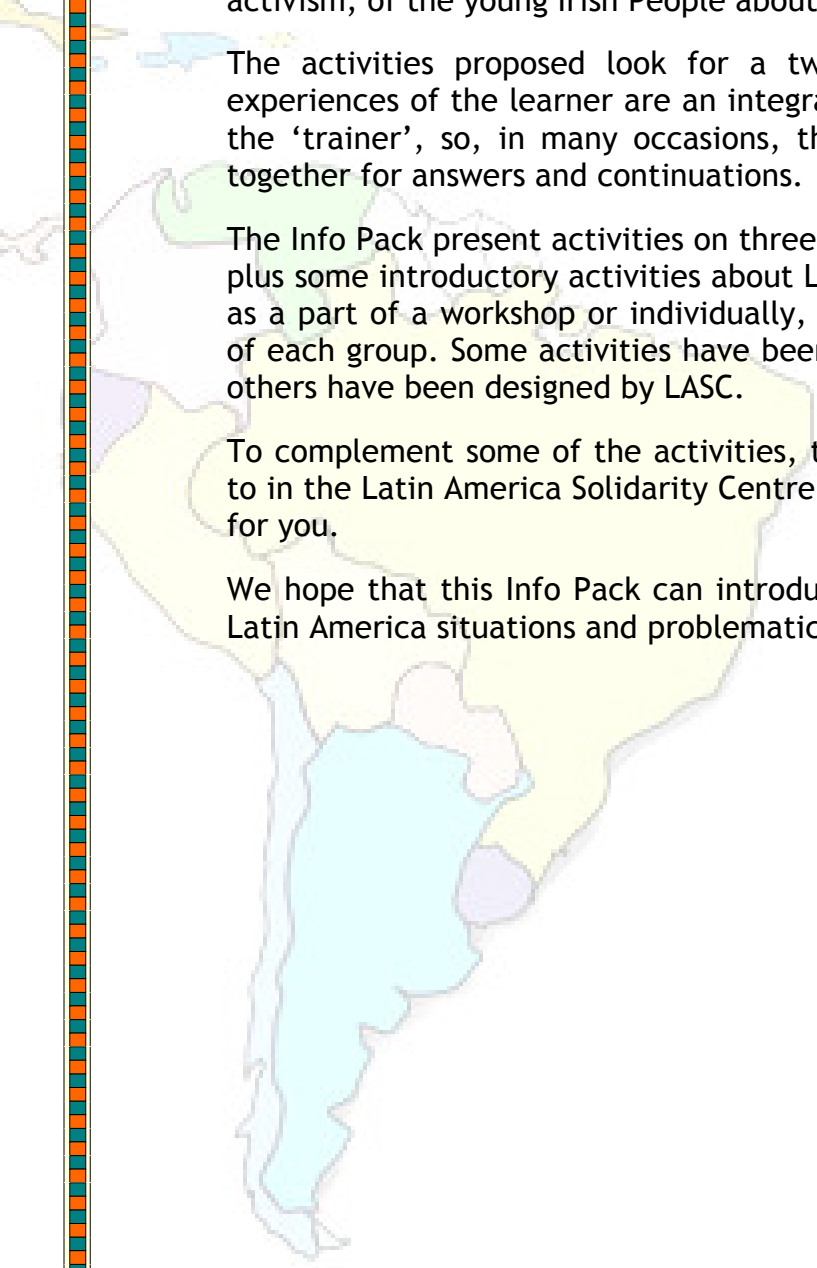 activism, of the young Irish People about
The activities proposed look for a tw
experiences of the learner are an integra
the ‘trainer’, so, in many occasions, th
together for answers and continuations.
The Info Pack present activities on three
plus some introductory activities about L
as a part of a workshop or individually,
of each group. Some activities have been
others have been designed by LASC.
To complement some of the activities, t
to in the Latin America Solidarity Centre
for you.
We hope that this Info Pack can introdu
Latin America situations and problematic